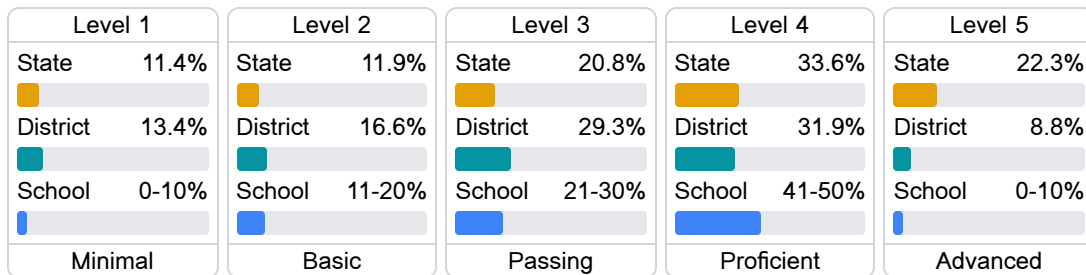 Level 1
State 11.4%
District 13.4%
School 0-10%
Minimal
Level 2
State 11.9%
District 16.6%
School 11-20%
Basic
Level 3
State 20.8%
District 29.3%
School 21-30%
Passing
Level 4
State 33.6%
District 31.9%
School 41-50%
Proficient
Level 5
State 22.3%
District 8.8%
School 0-10%
Advanced